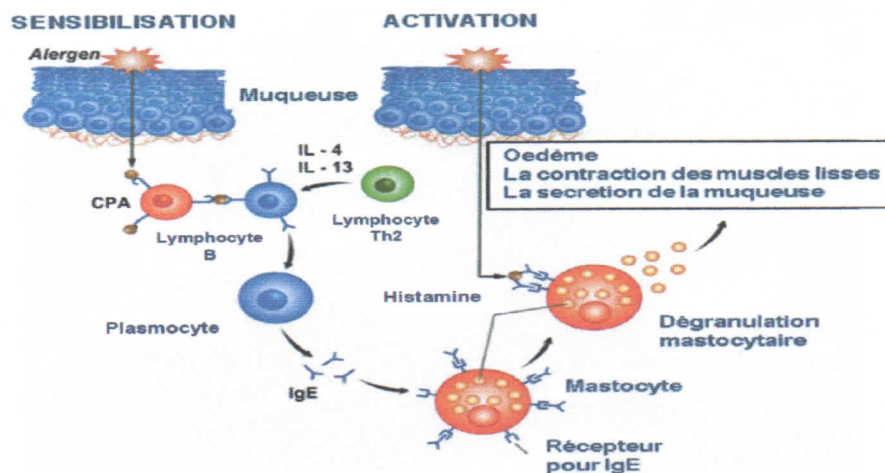 SENSIBILISATION
ACTIVATION
Alergen
Muqueuse
IL - 4
IL - 13
CPA
Lymphocyte
B
Lymphocyte
Th2
Oedème
La contraction des muscles lisses
La secretion de la muqueuse
Plasmocyte
Histamine
Dégranulation
mastocytaire
IgE
Mastocyte
Récepteur
pour IgE